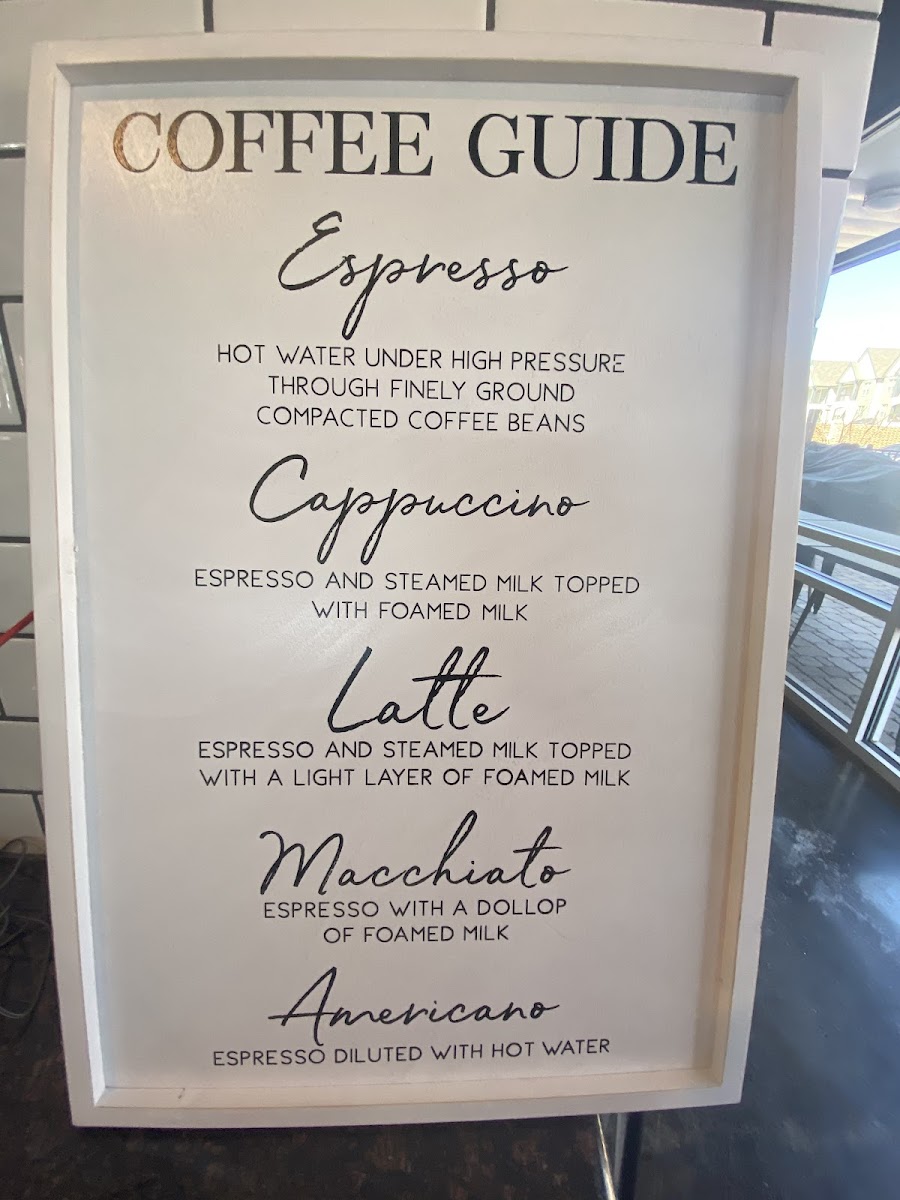 COFFEE GUIDE
Espresso
HOT WATER UNDER HIGH PRESSURE
THROUGH FINELY GROUND
COMPACTED COFFEE BEANS
Cappuccino
ESPRESSO AND STEAMED MILK TOPPED
WITH FOAMED MILK
Latte
ESPRESSO AND STEAMED MILK TOPPED
WITH A LIGHT LAYER OF FOAMED MILK
Macchiato
ESPRESSO WITH A DOLLOP
OF FOAMED MILK
Americano
ESPRESSO DILUTED WITH HOT WATER